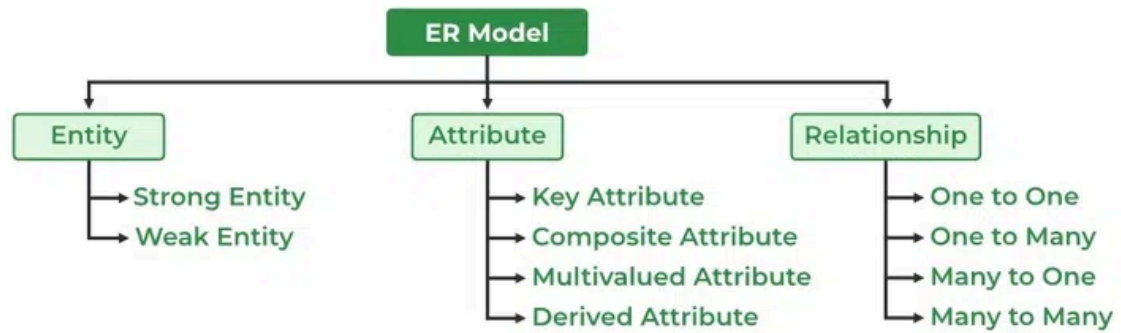 ER Model
Entity
Strong Entity
Weak Entity
Attribute
Key Attribute
Composite Attribute
Multivalued Attribute
Derived Attribute
Relationship
One to One
One to Many
Many to One
Many to Many